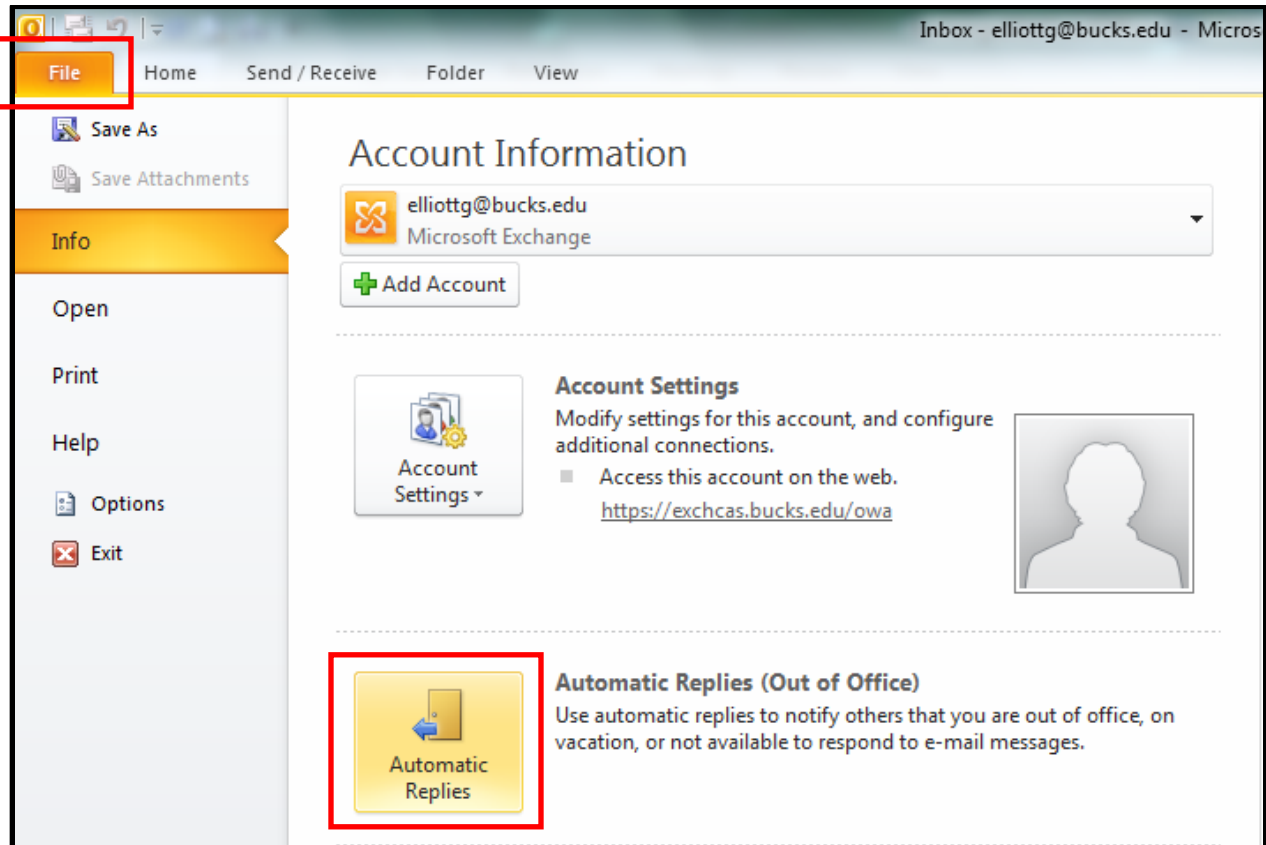 Inbox - elliottg@bucks.edu - Micros
File Home Send / Receive Folder View
Save As
Save Attachments
Info
Open
Print
Help
Options
Exit
Account Information
elliottg@bucks.edu
Microsoft Exchange
Add Account
Account
Settings
Account Settings
Modify settings for this account, and configure
additional connections.
Access this account on the web.
https://exchcas.bucks.edu/owa
Automatic
Replies
Automatic Replies (Out of Office)
Use automatic replies to notify others that you are out of office, on
vacation, or not available to respond to e-mail messages.